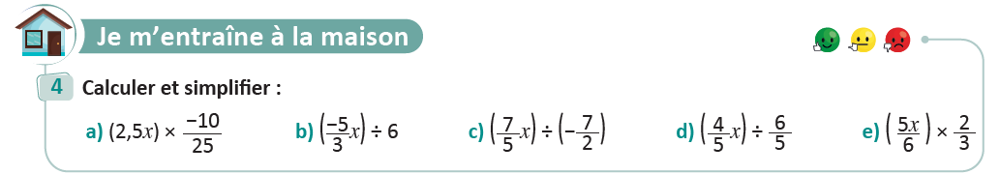 Je m'entraîne à la maison
4 Calculer et simplifier :
a) (2,5x) × −10/25 b) (−5/3 x) ÷ 6 c) (7/5 x) ÷ (−7/2) d) (4/5 x) ÷ 6/5 e) (5x/6) × 2/3